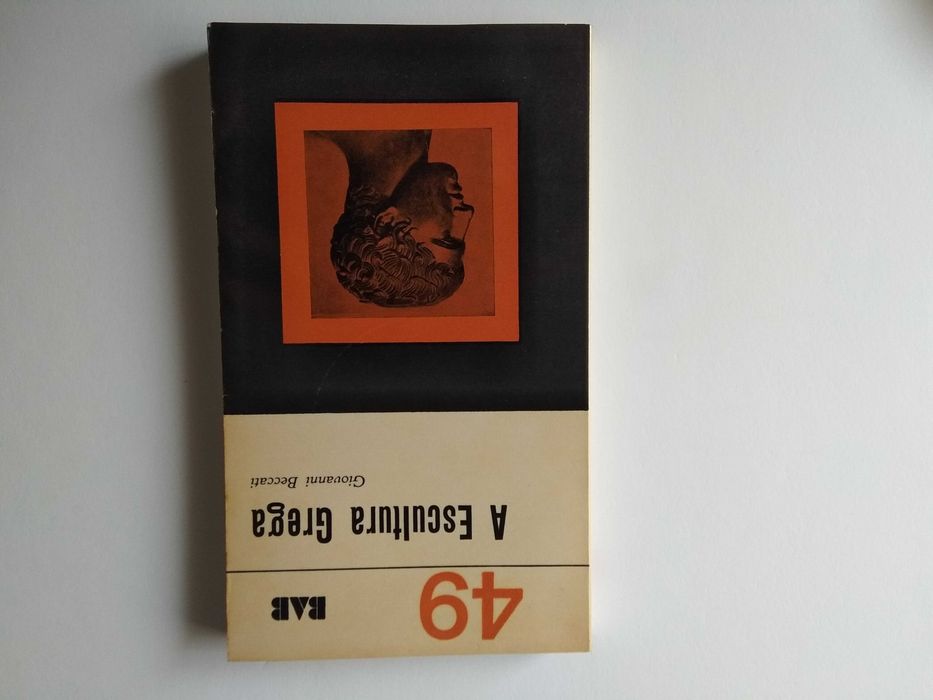 49 BAB
A Escultura Grega
Giovanni Beccati